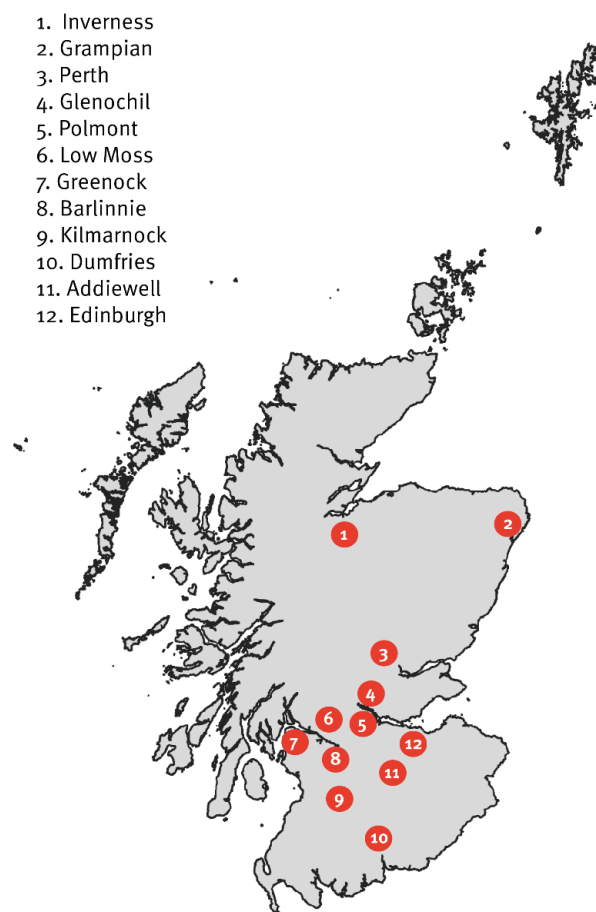 1. Inverness
2. Grampian
3. Perth
4. Glenochil
5. Polmont
6. Low Moss
7. Greenock
8. Barlinnie
9. Kilmarnock
10. Dumfries
11. Addiewell
12. Edinburgh
2
1
3
4
6
5
7
12
8
11
9
10